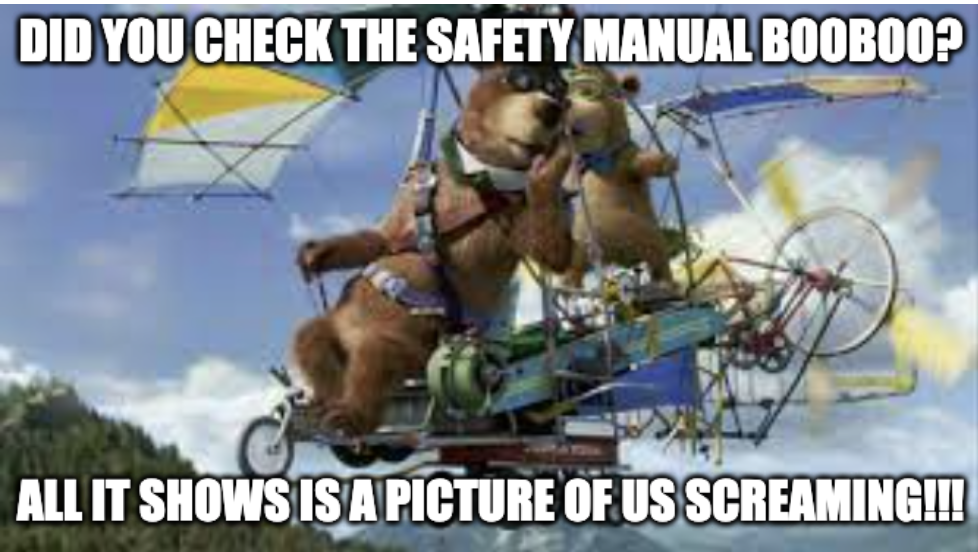 DID YOU CHECK THE SAFETY MANUAL BOOBOO?
ALL IT SHOWS IS A PICTURE OF US SCREAMING!!!